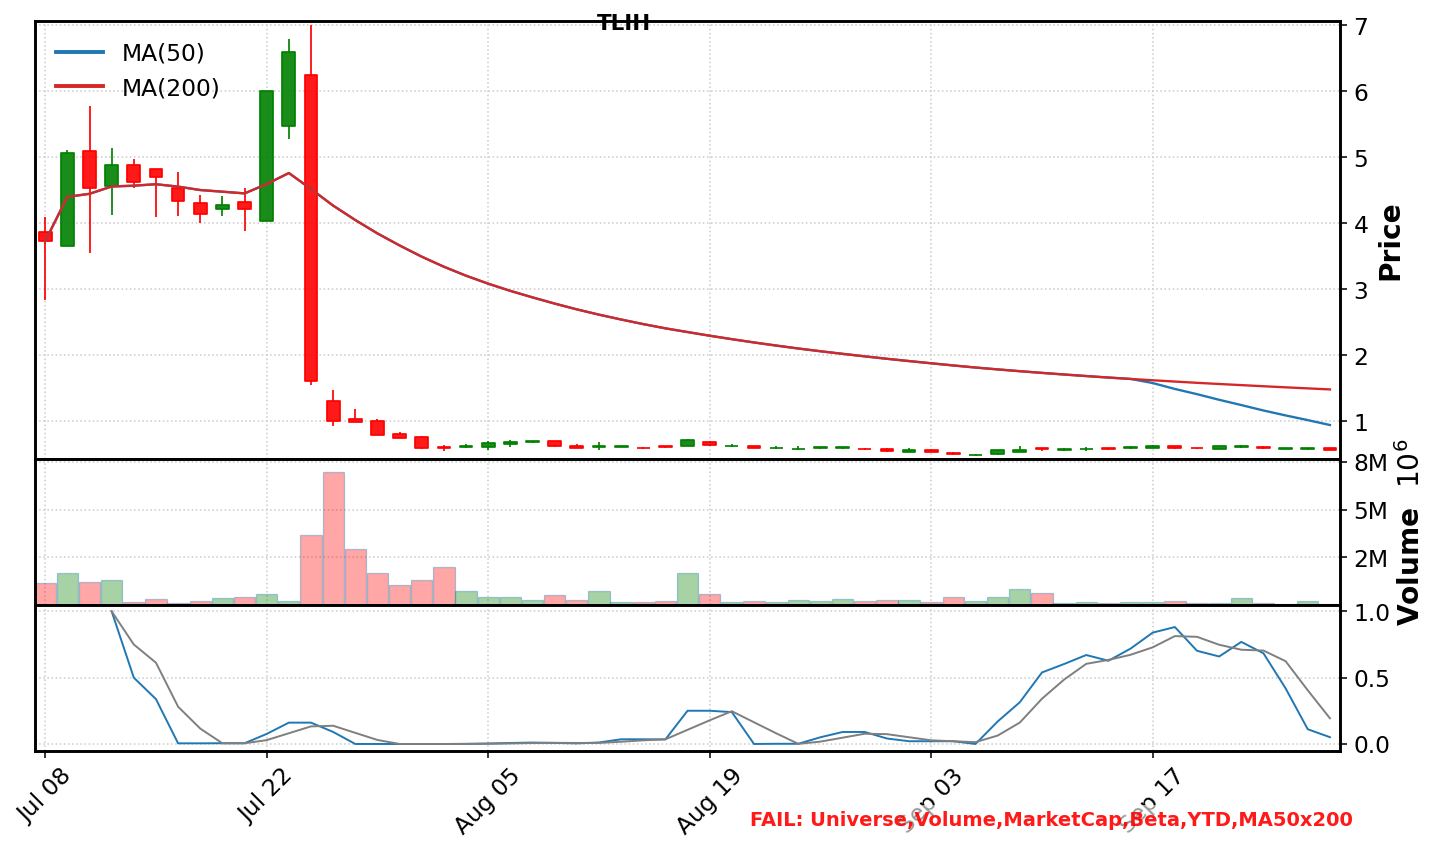 TLIH
MA(50)
MA(200)
7
6
5
4
3
2
1
Price
8M
5M
2M
Volume 10^6
1.0
0.5
0.0
Jul 08
Jul 22
Aug 05
Aug 19
Sep 03
Sep 17
FAIL: Universe,Volume,MarketCap,Beta,YTD,MA50x200